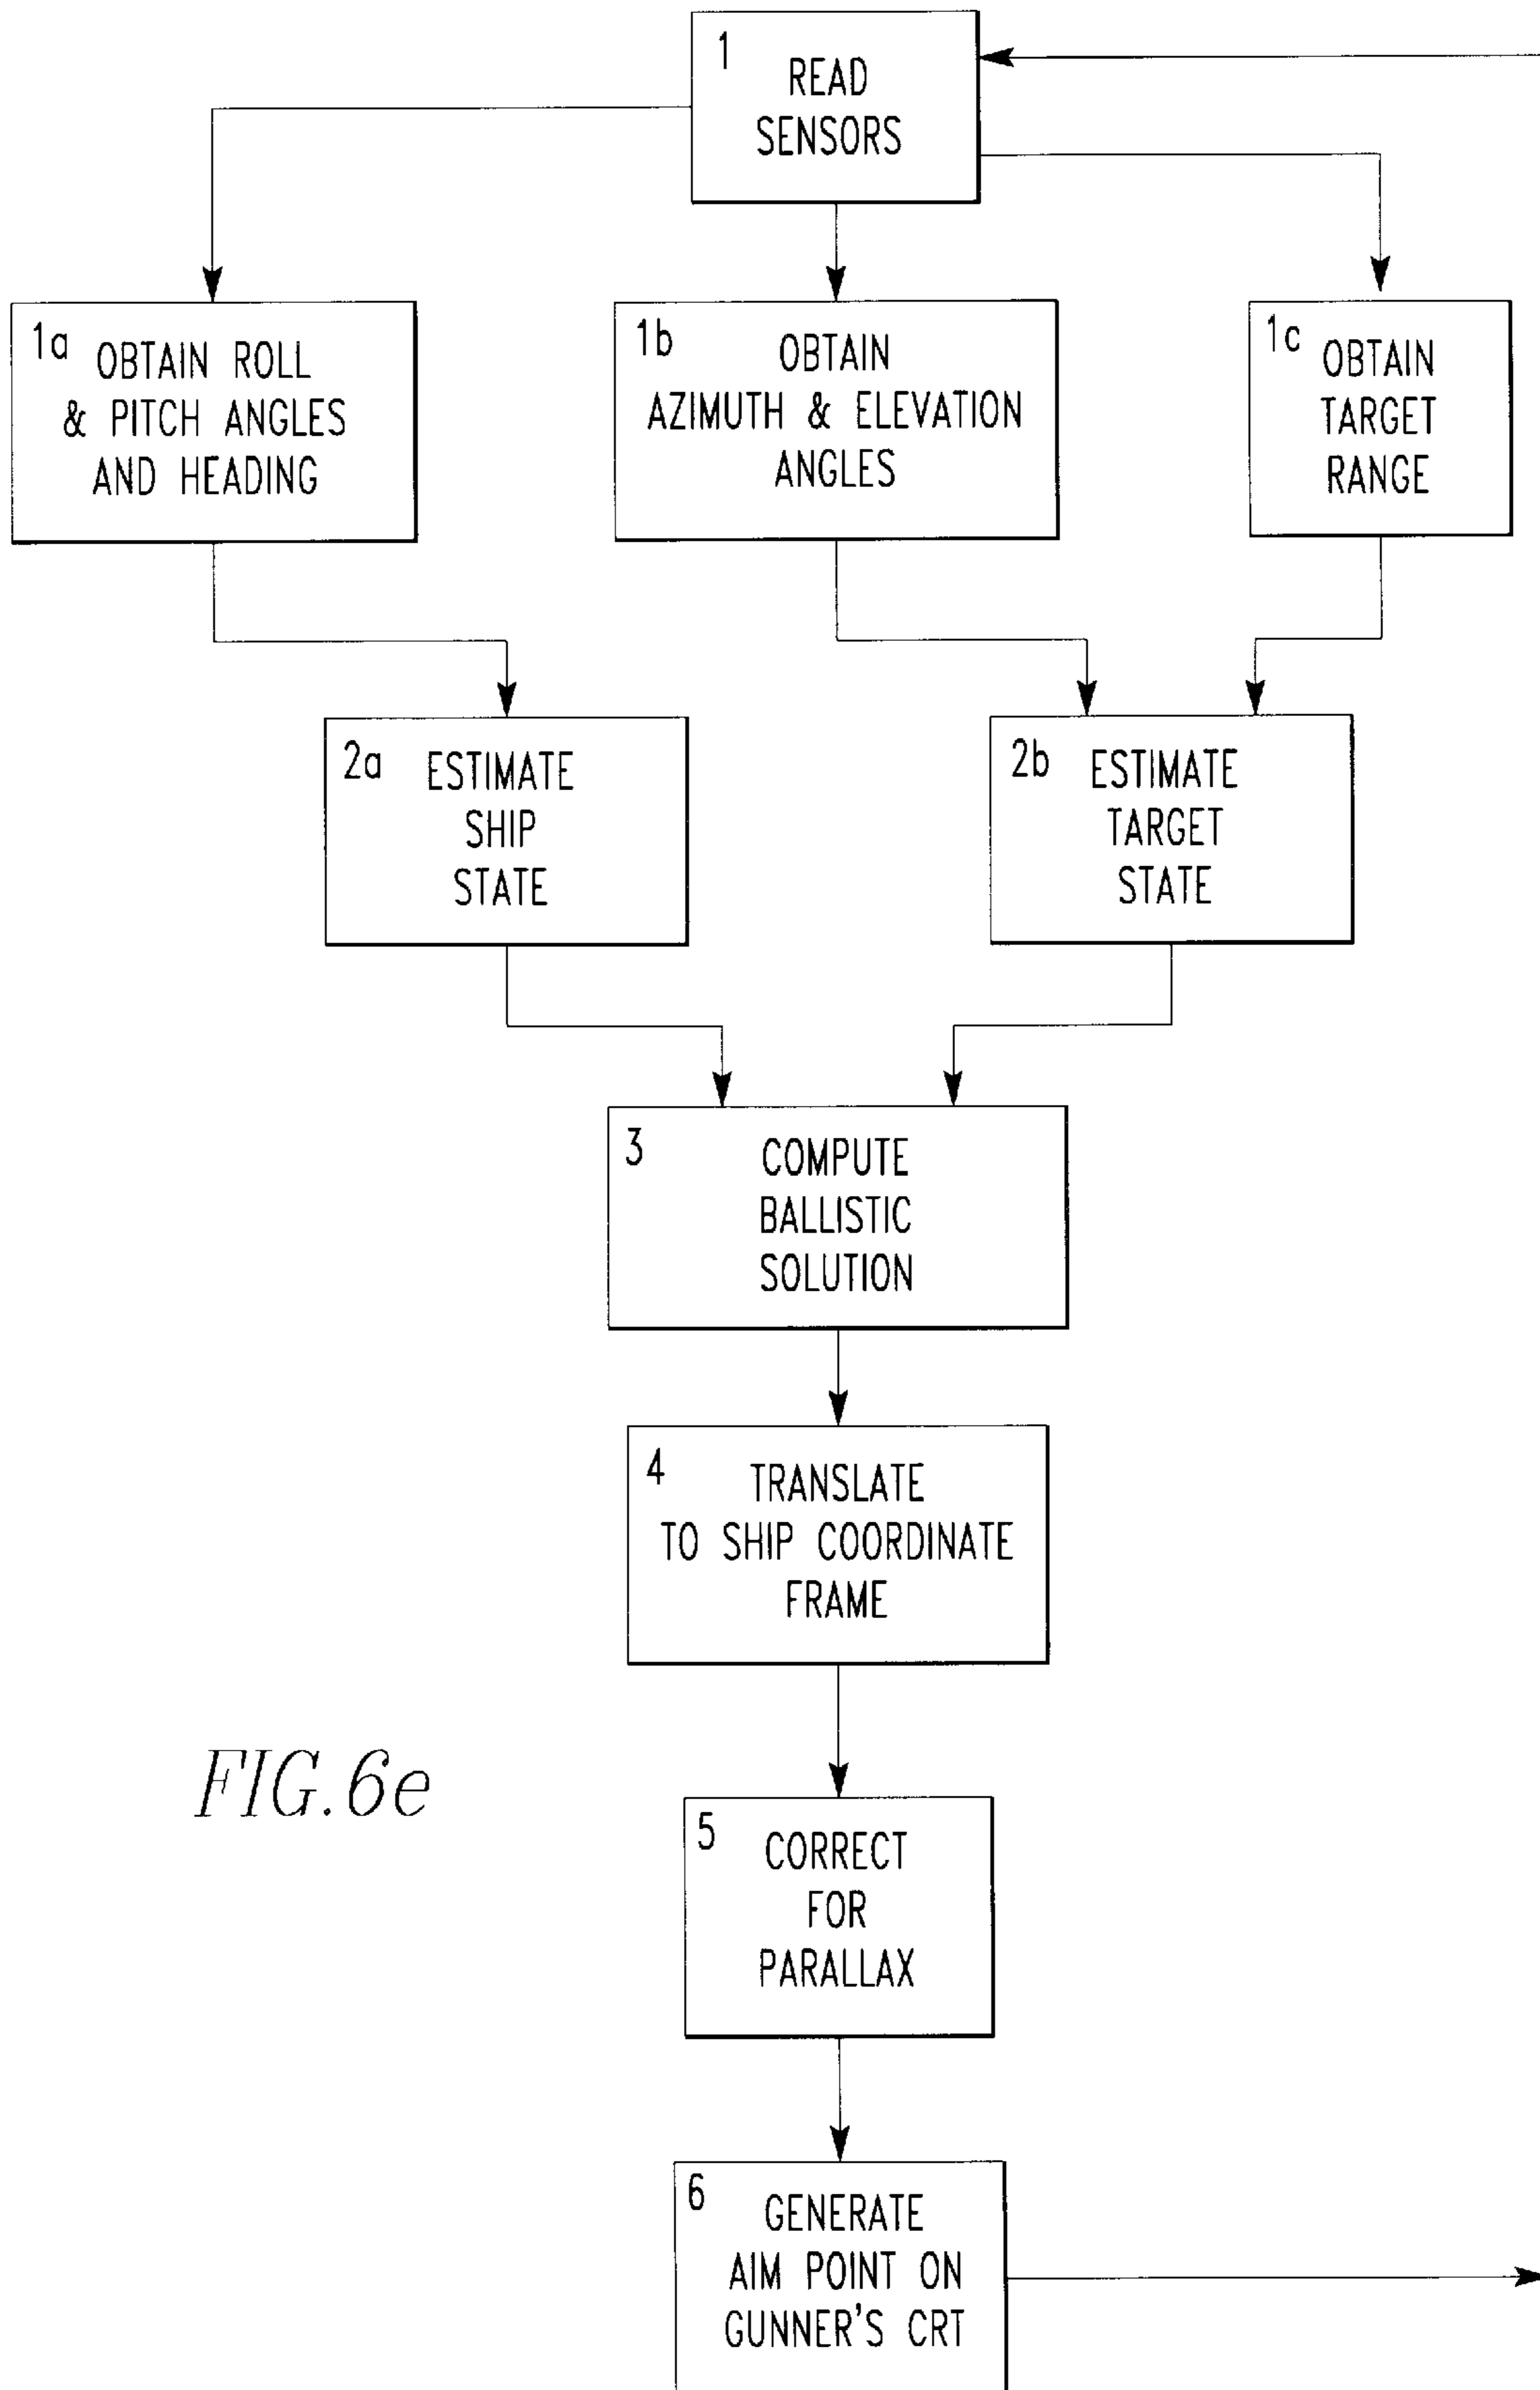 1
READ
SENSORS
1a OBTAIN ROLL
& PITCH ANGLES
AND HEADING
1b OBTAIN
AZIMUTH & ELEVATION
ANGLES
1c OBTAIN
TARGET
RANGE
2a ESTIMATE
SHIP
STATE
2b ESTIMATE
TARGET
STATE
3 COMPUTE
BALLISTIC
SOLUTION
4 TRANSLATE
TO SHIP COORDINATE
FRAME
FIG.6e
5 CORRECT
FOR
PARALLAX
6 GENERATE
AIM POINT ON
GUNNER'S CRT